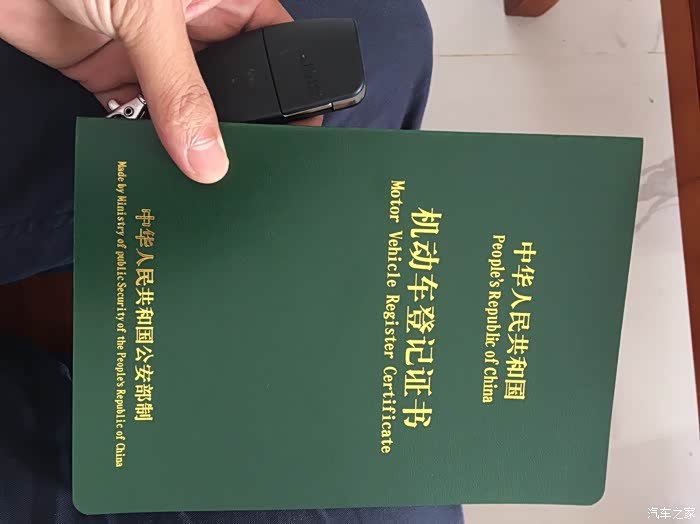 中华人民共和国
People's Republic of China
机动车登记证书
Motor Vehicle Register Certificate
中华人民共和国公安部制
Made by Ministry of public Security of the People's Republic of China
汽车之家